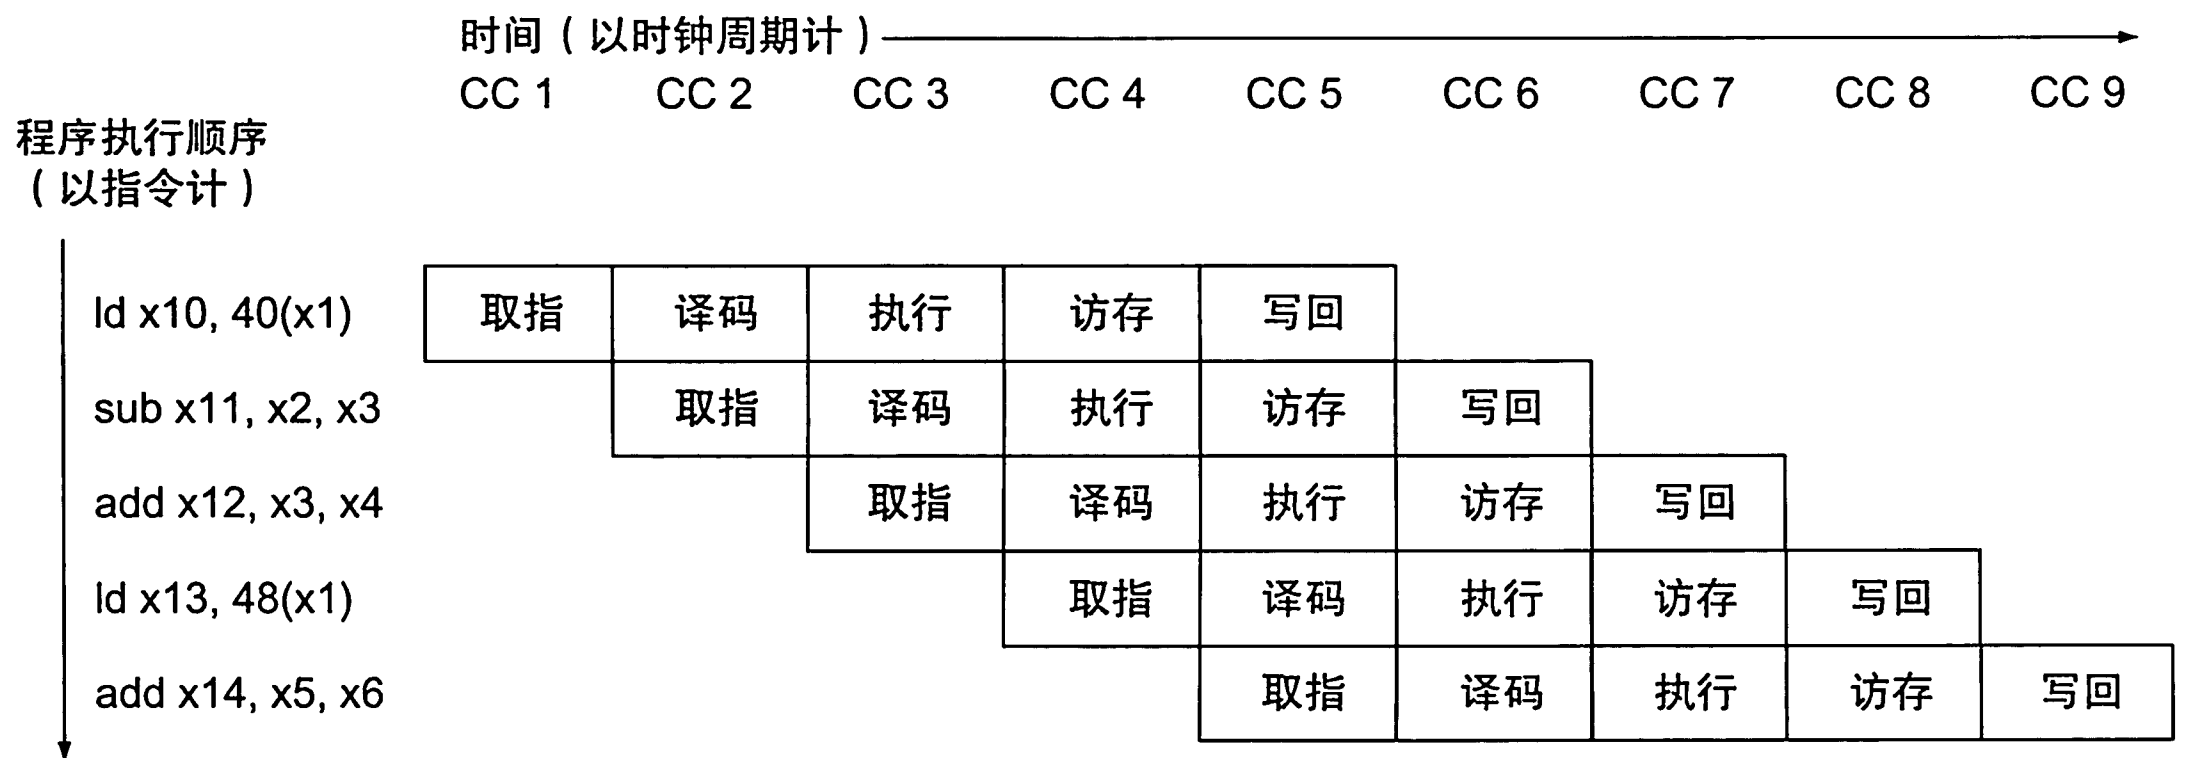 时间（以时钟周期计）
CC 1 CC 2 CC 3 CC 4 CC 5 CC 6 CC 7 CC 8 CC 9
程序执行顺序
（以指令计）
ld x10, 40(x1) 取指 译码 执行 访存 写回
sub x11, x2, x3 取指 译码 执行 访存 写回
add x12, x3, x4 取指 译码 执行 访存 写回
ld x13, 48(x1) 取指 译码 执行 访存 写回
add x14, x5, x6 取指 译码 执行 访存 写回